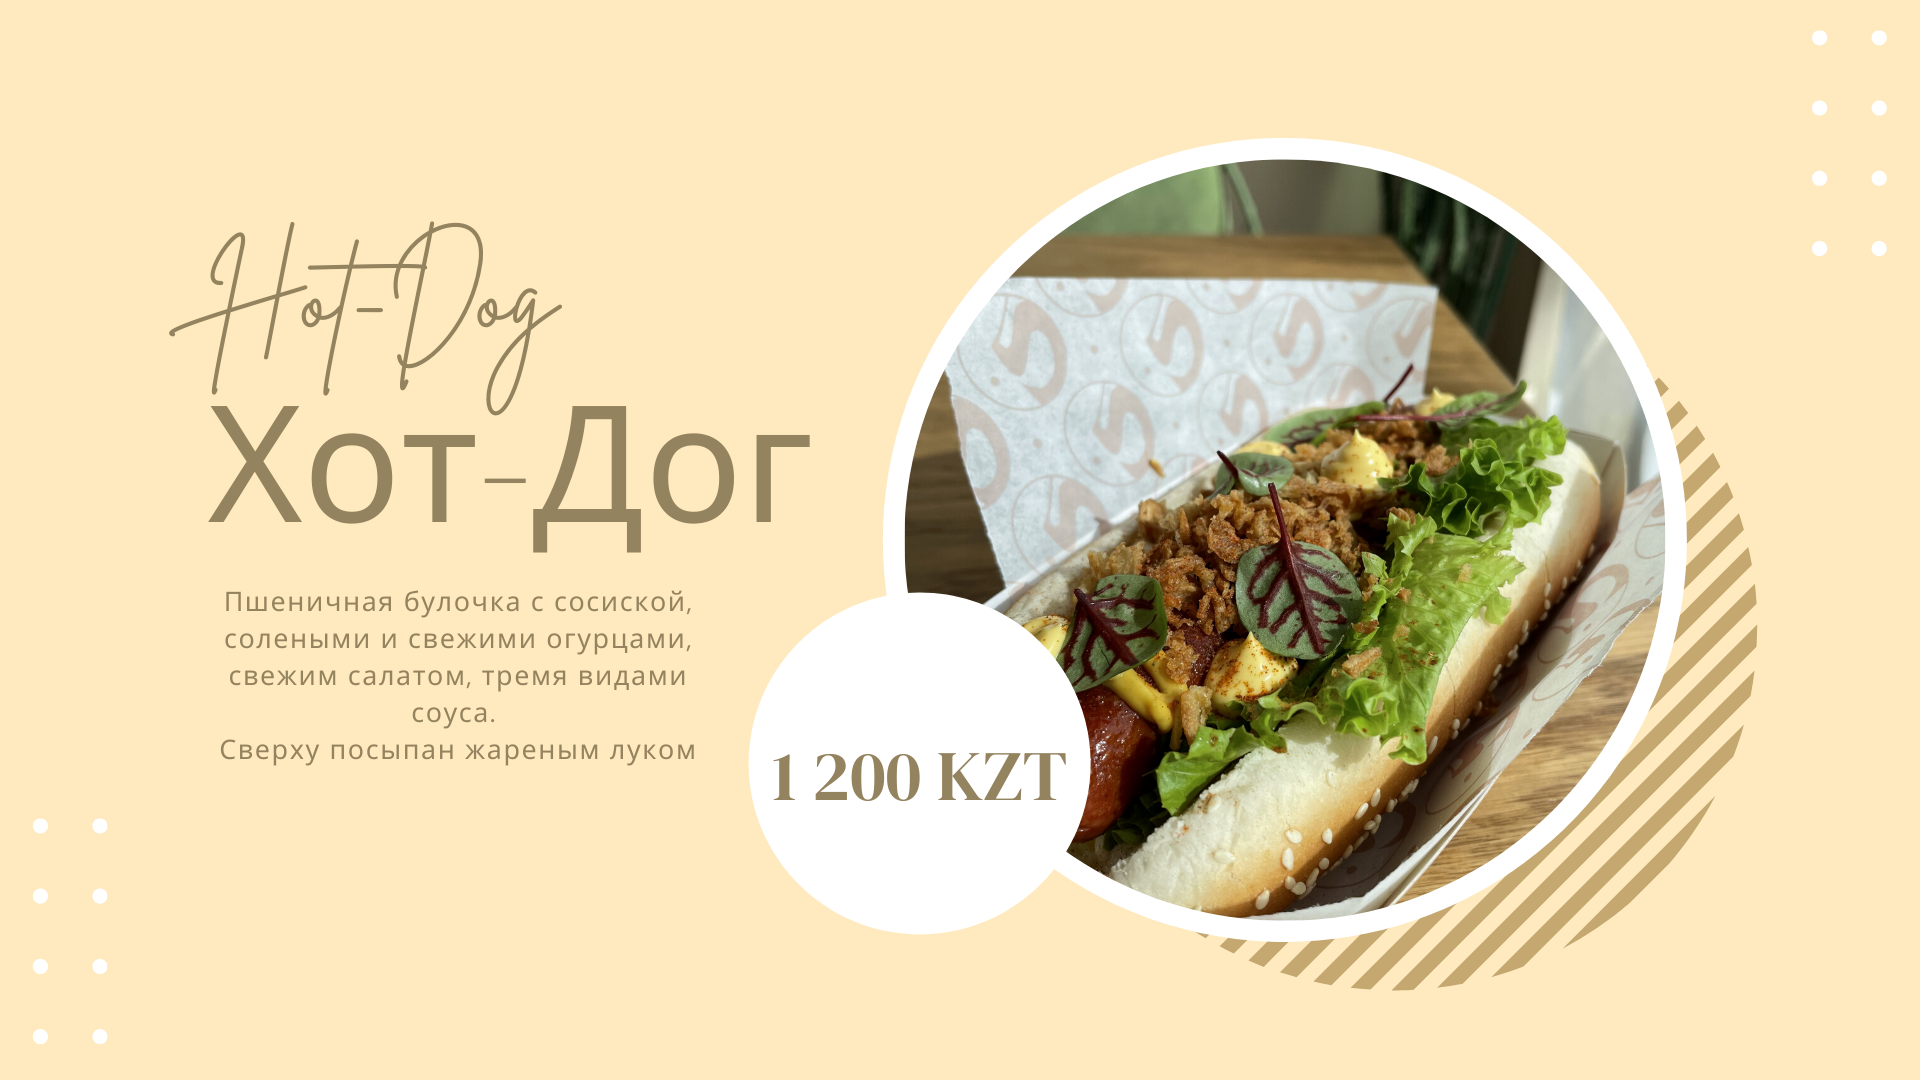 Hot-Dog
Хот-Дог
Пшеничная булочка с сосиской,
солеными и свежими огурцами,
свежим салатом, тремя видами
соуса.
Сверху посыпан жареным луком
1 200 KZT